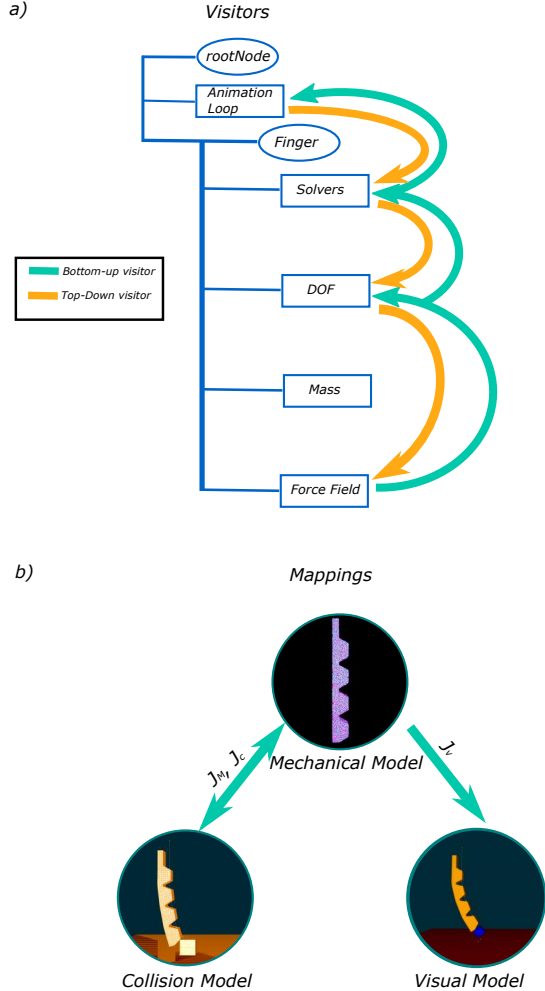 a)
Visitors
rootNode
Animation
Loop
Finger
Solvers
Bottom-up visitor
Top-Down visitor
DOF
Mass
Force Field
b)
Mappings
J_M, J_c
J_v
Mechanical Model
Collision Model
Visual Model